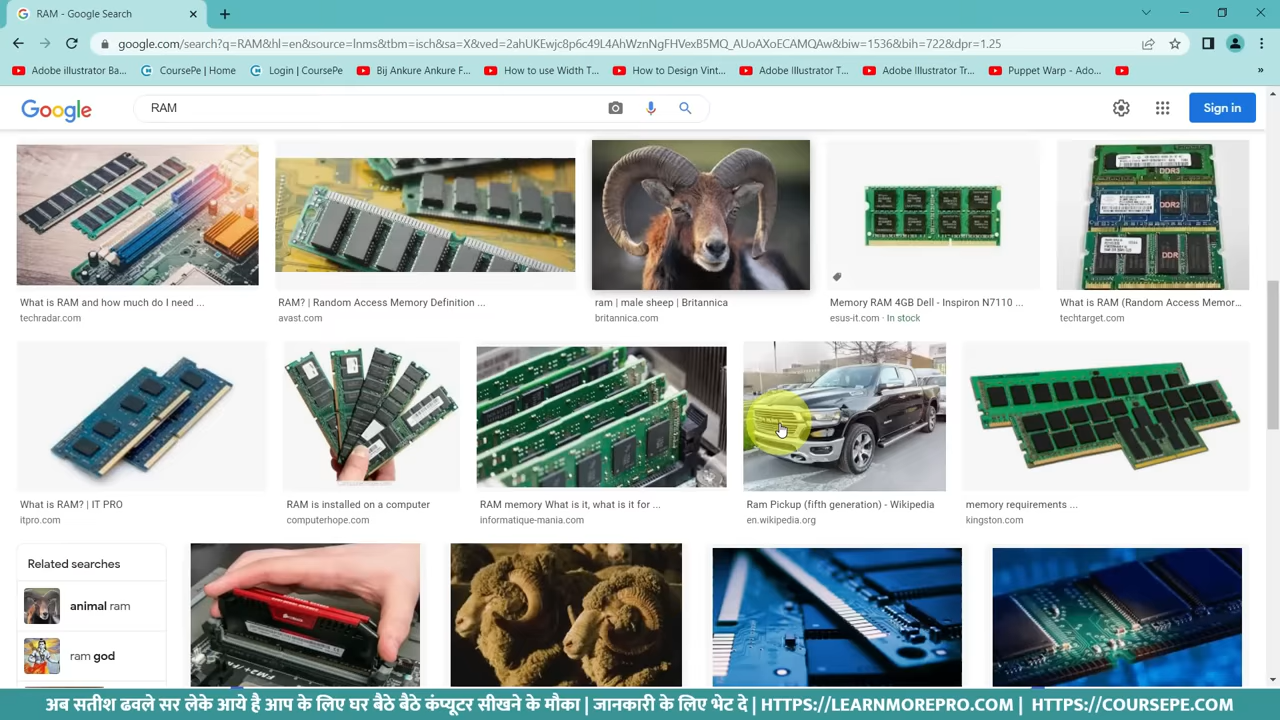 RAM - Google Search
google.com/search?q=RAM&hl=en&source=lnms&tbm=isch&sa=X&ved=2ahUKEwjc8p6c49L4AhWznNgFHVexB5MQ_AUoAXoECAMQAw&biw=1536&bih=722&dpr=1.25
Adobe illustrator Ba...
CoursePe | Home
Login | CoursePe
Bij Ankure Ankure F...
How to use Width T...
How to Design Vint...
Adobe Illustrator T...
Adobe Illustrator Tr...
Puppet Warp - Ado...
Google
RAM
Sign in
DDR3
DDR2
DDR
What is RAM and how much do I need ...
techradar.com
RAM? | Random Access Memory Definition ...
avast.com
ram | male sheep | Britannica
britannica.com
Memory RAM 4GB Dell - Inspiron N7110 ...
esus-it.com · In stock
What is RAM (Random Access Memor...
techtarget.com
What is RAM? | IT PRO
itpro.com
RAM is installed on a computer
computerhope.com
RAM memory What is it, what is it for ...
informatique-mania.com
Ram Pickup (fifth generation) - Wikipedia
en.wikipedia.org
memory requirements ...
kingston.com
Related searches
animal ram
ram god
अब सतीश ढवले सर लेके आये है आप के लिए घर बैठे बैठे कंप्यूटर सीखने के मौका | जानकारी के लिए भेट दे | HTTPS://LEARNMOREPRO.COM | HTTPS://COURSEPE.COM